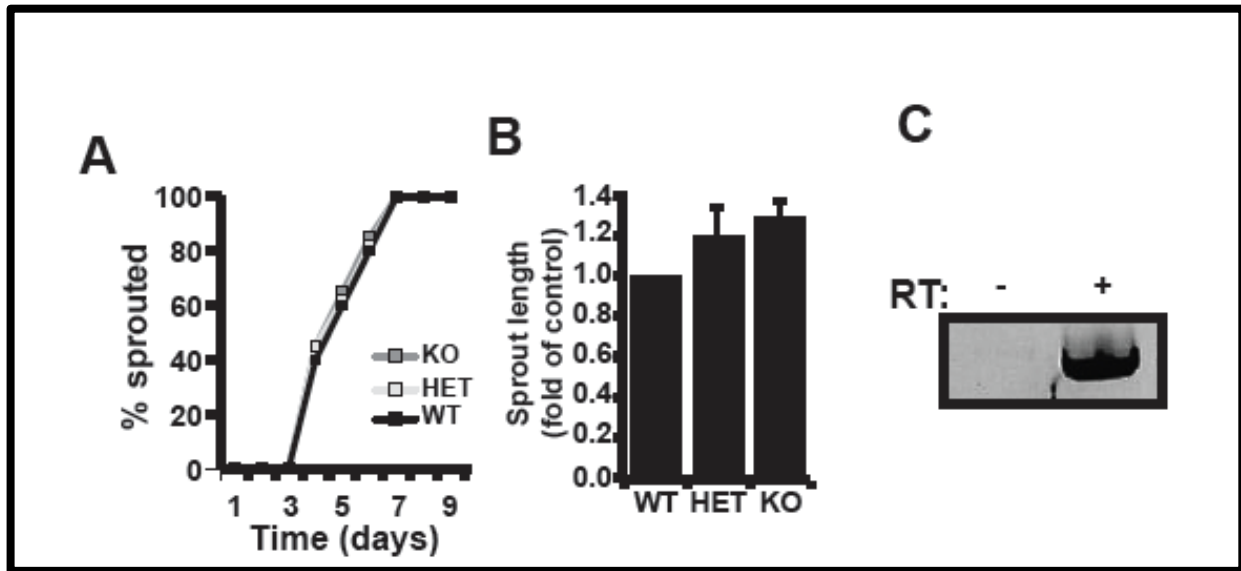 A
% sprouted
100
80
60
40
20
0
1 3 5 7 9
Time (days)
KO
HET
WT
B
Sprout length
(fold of control)
1.4
1.2
1.0
0.8
0.6
0.4
0.2
0.0
WT HET KO
C
RT: - +